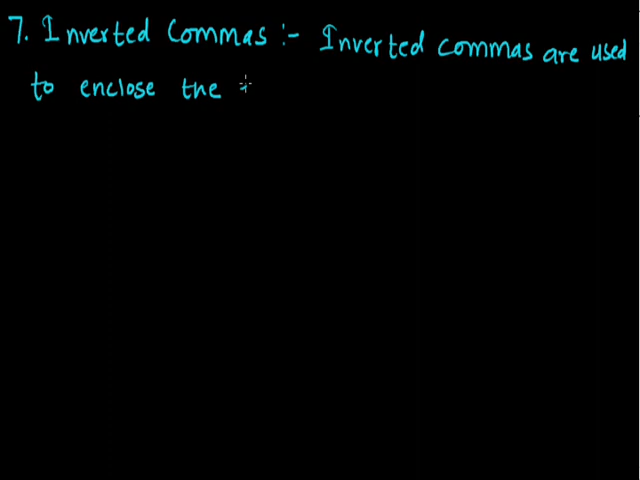 7. Inverted Commas :- Inverted commas are used
to enclose the